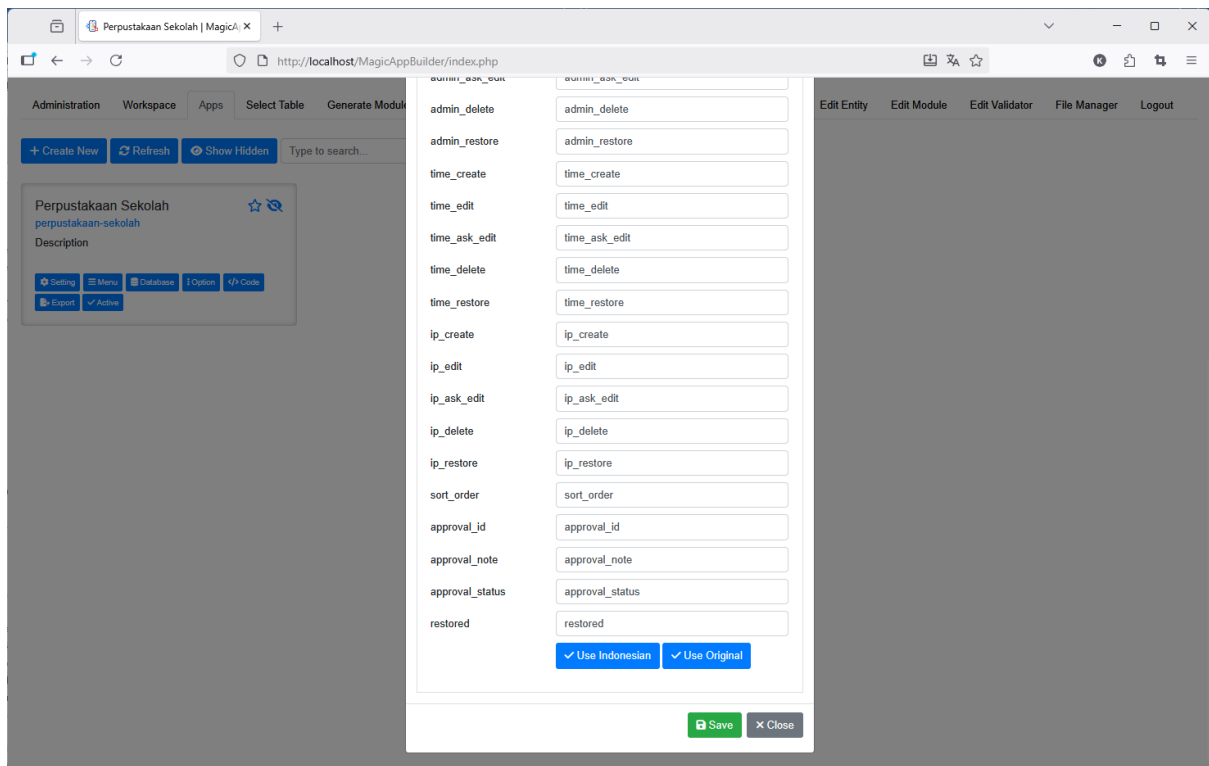 Perpustakaan Sekolah | MagicA
http://localhost/MagicAppBuilder/index.php
K
Administration Workspace Apps Select Table Generate Module Edit Entity Edit Module Edit Validator File Manager Logout
+ Create New Refresh Show Hidden Type to search...
Perpustakaan Sekolah
perpustakaan-sekolah
Description
Setting Menu Database Option Code
Export Active
admin_ask_edit admin_ask_edit
admin_delete admin_delete
admin_restore admin_restore
time_create time_create
time_edit time_edit
time_ask_edit time_ask_edit
time_delete time_delete
time_restore time_restore
ip_create ip_create
ip_edit ip_edit
ip_ask_edit ip_ask_edit
ip_delete ip_delete
ip_restore ip_restore
sort_order sort_order
approval_id approval_id
approval_note approval_note
approval_status approval_status
restored restored
Use Indonesian Use Original
Save Close